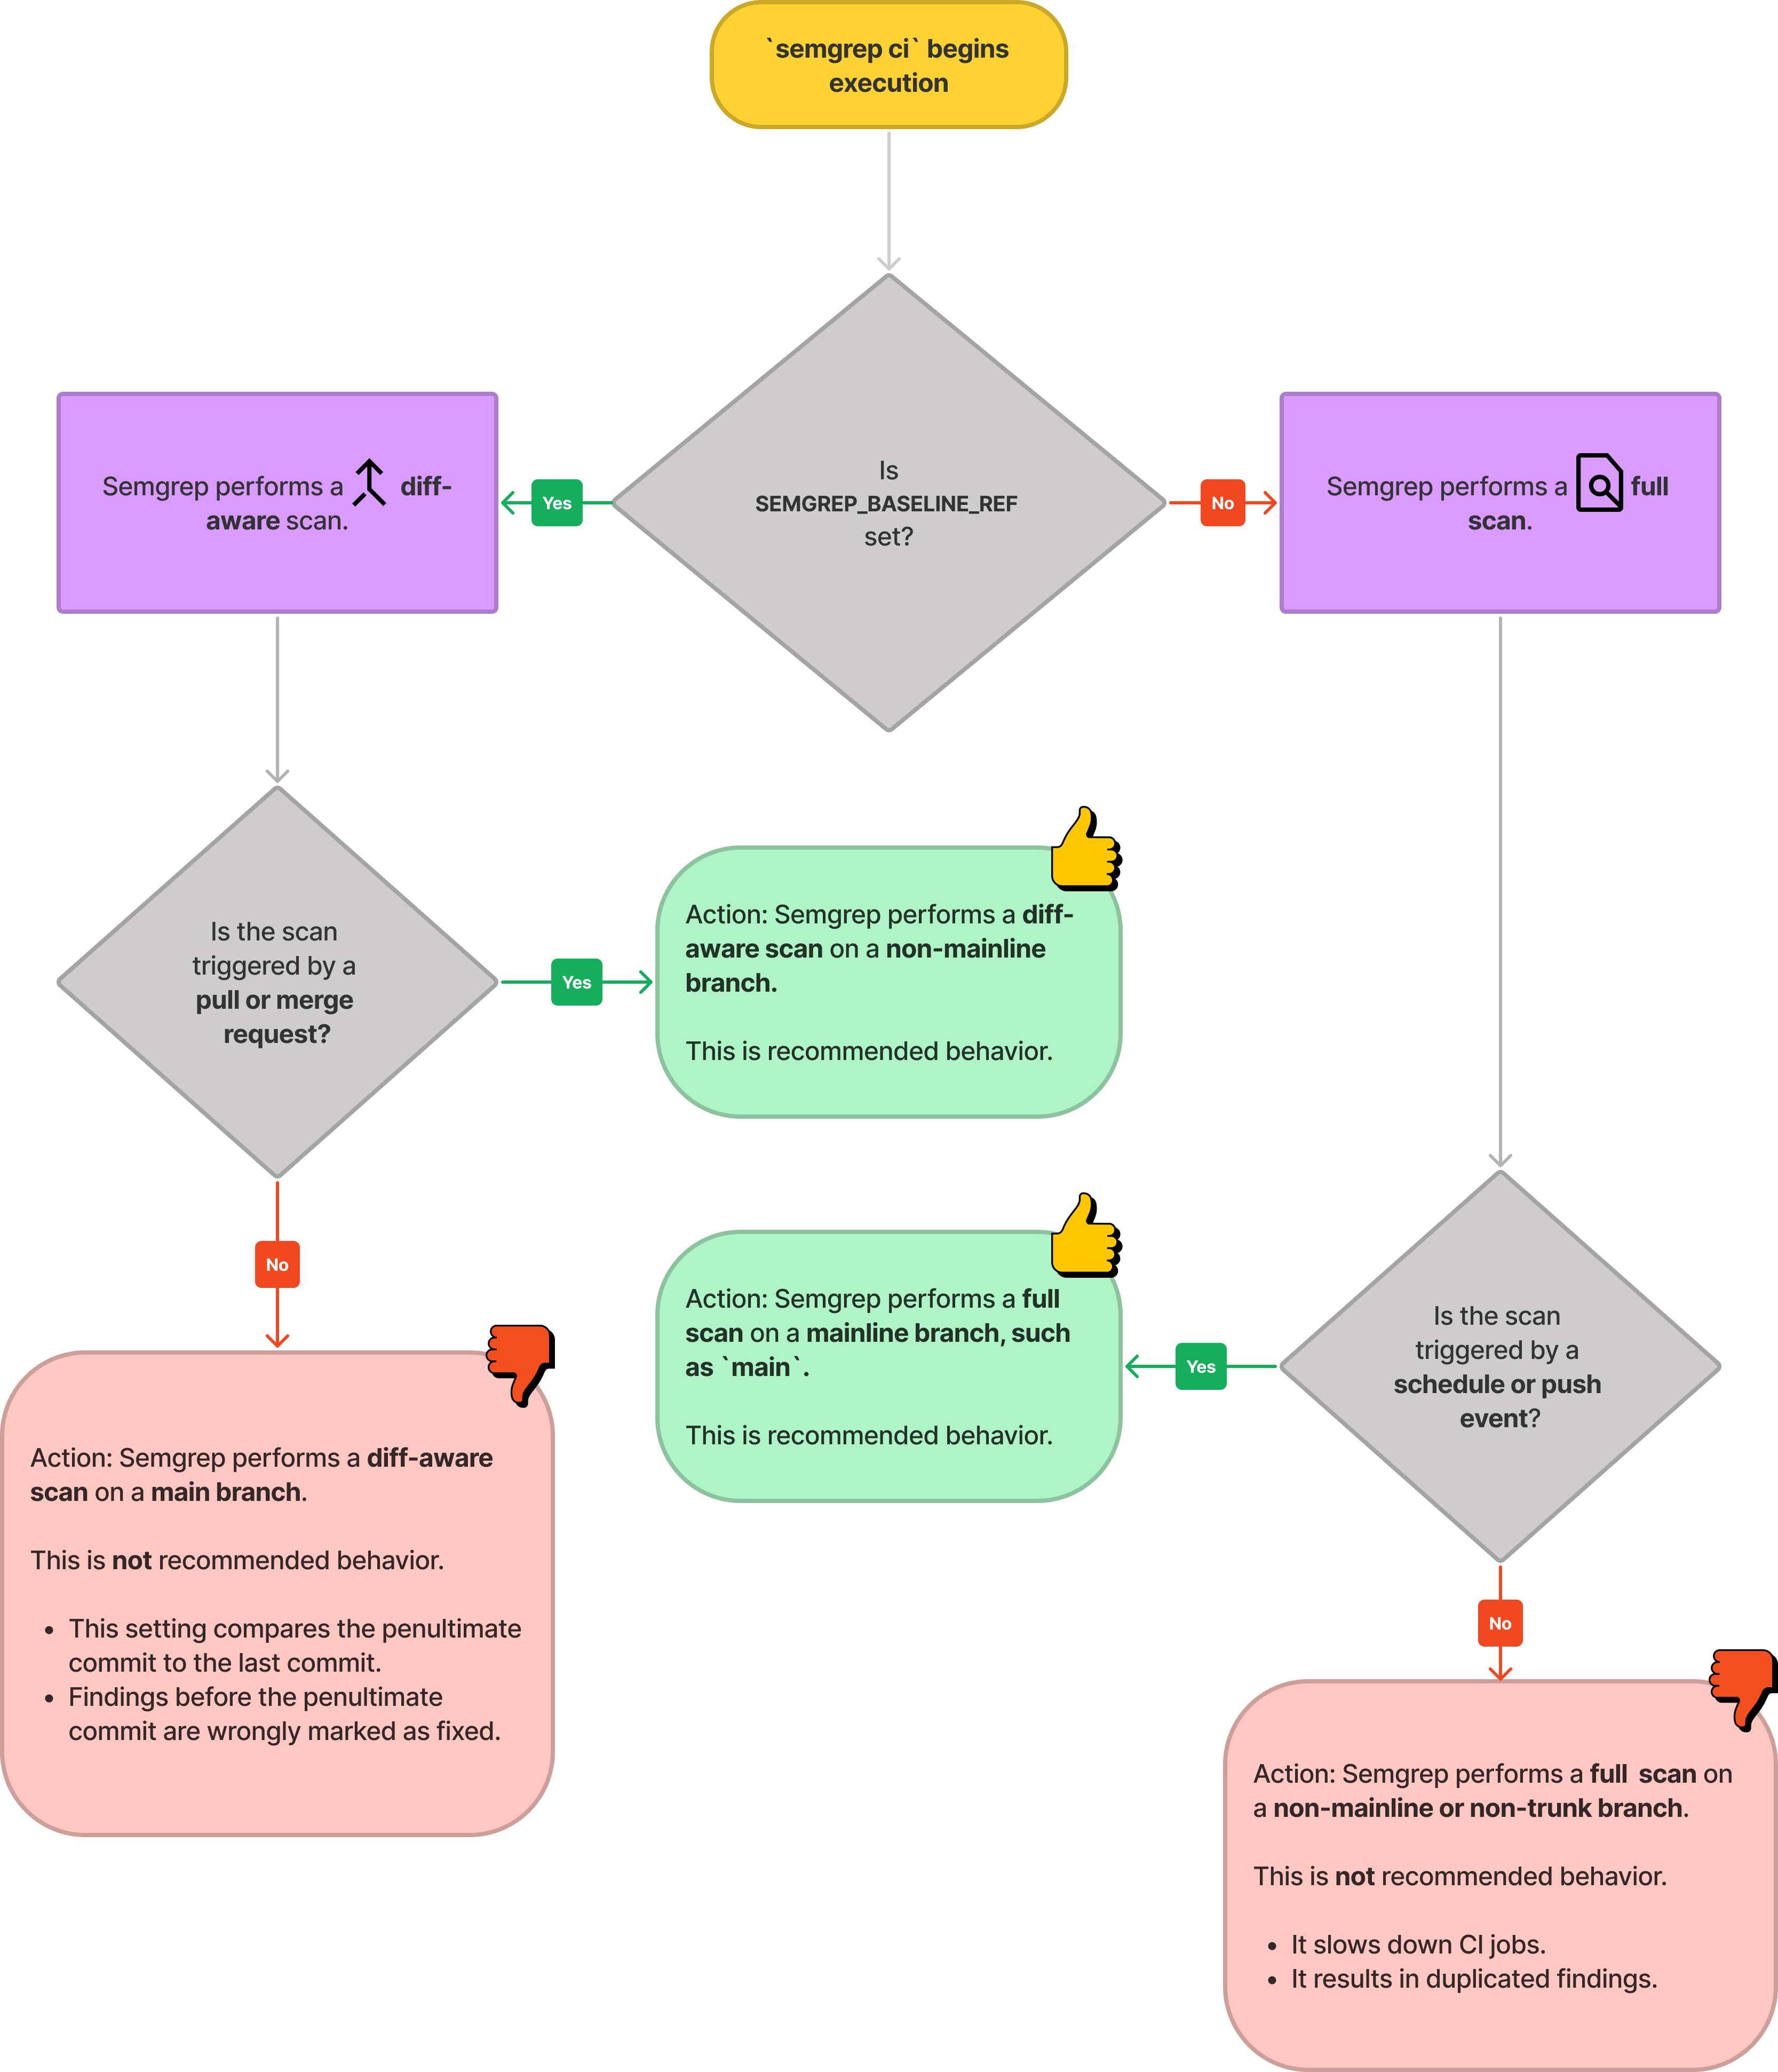 `semgrep ci` begins
execution
Is
SEMGREP_BASELINE_REF
set?
Yes
No
Semgrep performs a diff-
aware scan.
Semgrep performs a full
scan.
Is the scan
triggered by a
pull or merge
request?
Yes
Action: Semgrep performs a diff-
aware scan on a non-mainline
branch.
This is recommended behavior.
No
Action: Semgrep performs a diff-aware
scan on a main branch.
This is not recommended behavior.
• This setting compares the penultimate
commit to the last commit.
• Findings before the penultimate
commit are wrongly marked as fixed.
Is the scan
triggered by a
schedule or push
event?
Yes
Action: Semgrep performs a full
scan on a mainline branch, such
as `main`.
This is recommended behavior.
No
Action: Semgrep performs a full  scan on
a non-mainline or non-trunk branch.
This is not recommended behavior.
• It slows down CI jobs.
• It results in duplicated findings.